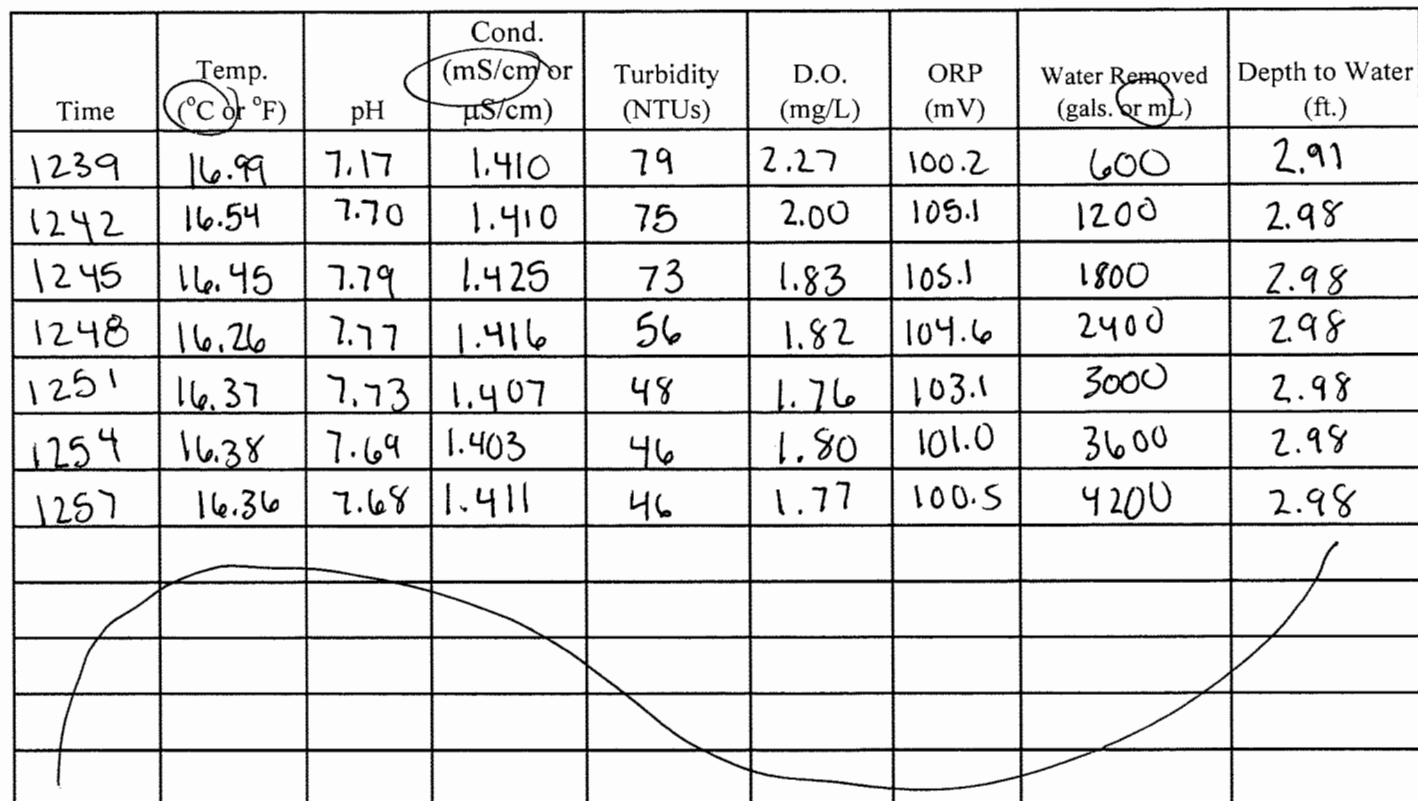 Time Temp. (°C or °F) pH Cond. (mS/cm or µS/cm) Turbidity (NTUs) D.O. (mg/L) ORP (mV) Water Removed (gals. or mL) Depth to Water (ft.)
1239 16.99 7.17 1.410 79 2.27 100.2 600 2.91
1242 16.54 7.70 1.410 75 2.00 105.1 1200 2.98
1245 16.45 7.79 1.425 73 1.83 105.1 1800 2.98
1248 16.26 7.77 1.416 56 1.82 104.6 2400 2.98
1251 16.37 7.73 1.407 48 1.76 103.1 3000 2.98
1254 16.38 7.69 1.403 46 1.80 101.0 3600 2.98
1257 16.36 7.68 1.411 46 1.77 100.5 4200 2.98